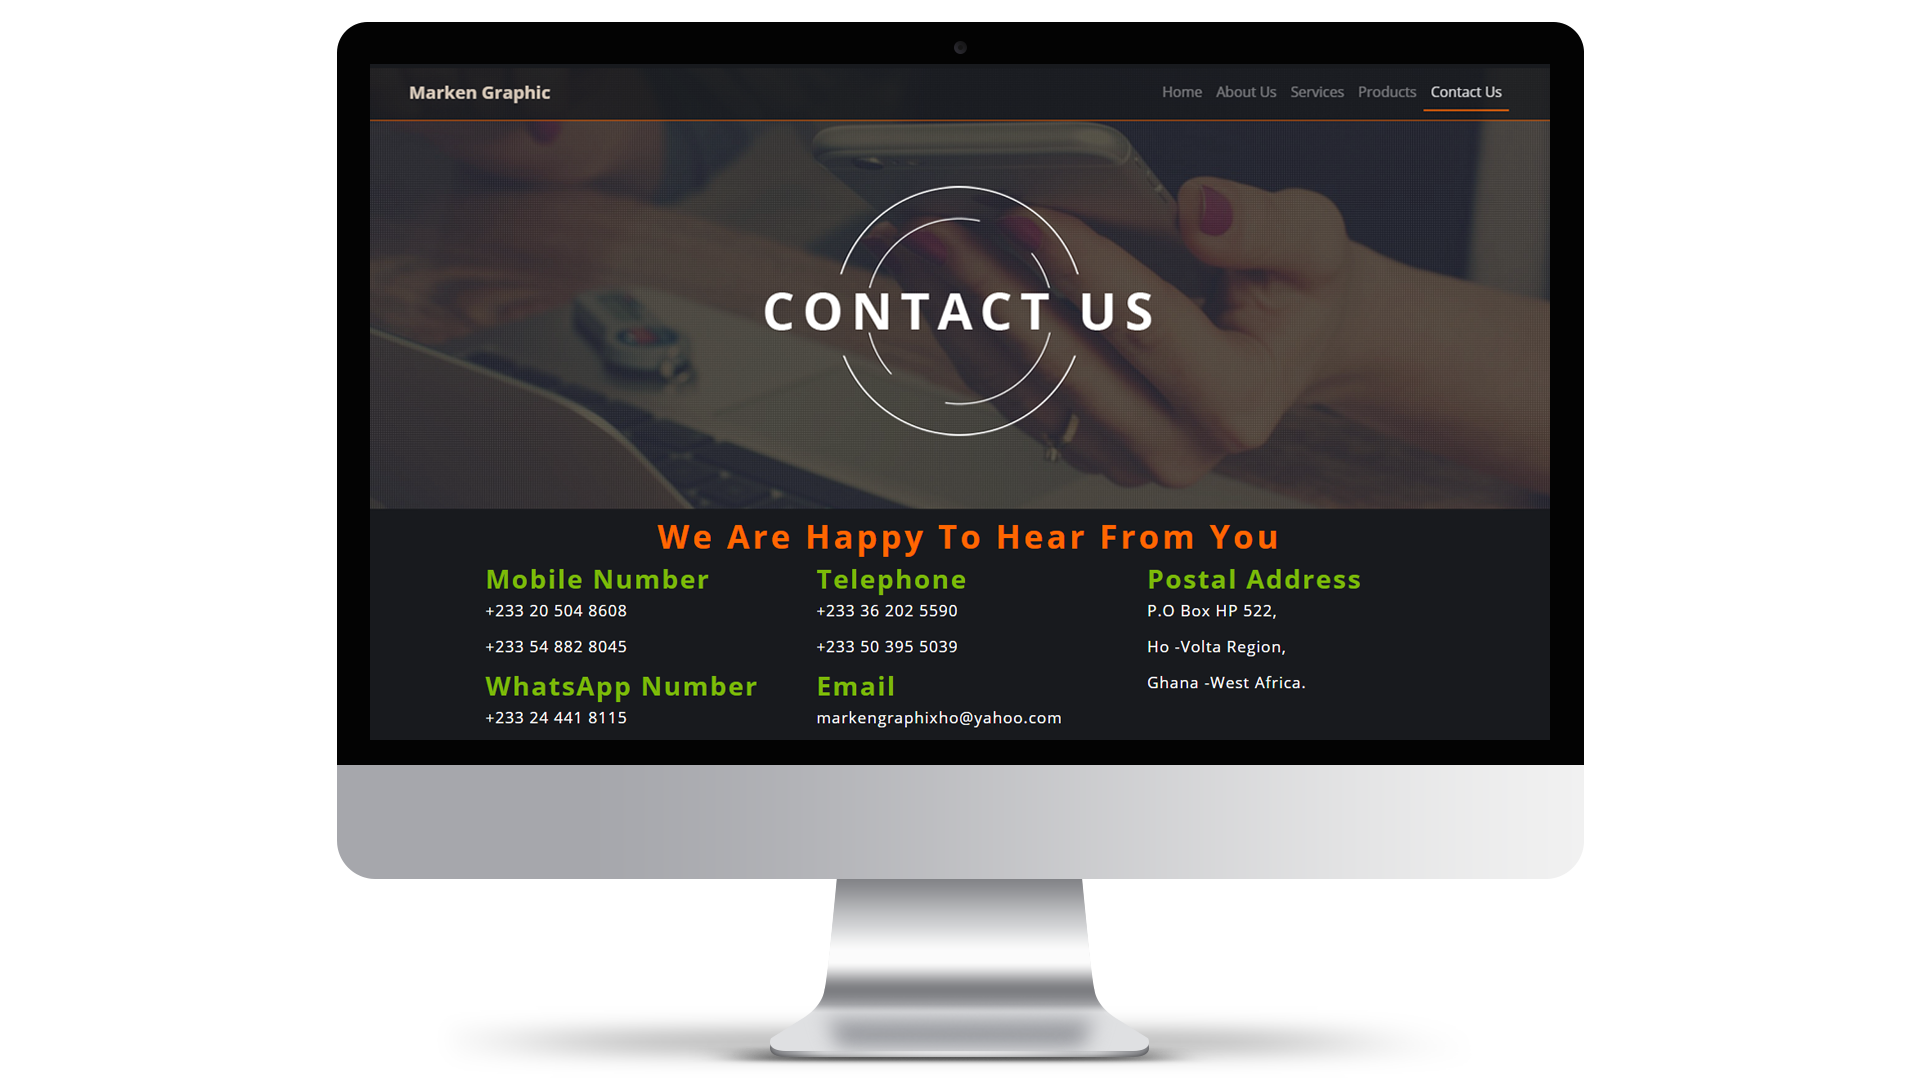 Marken Graphic
Home About Us Services Products Contact Us
CONTACT US
We Are Happy To Hear From You
Mobile Number
+233 20 504 8608
+233 54 882 8045
WhatsApp Number
+233 24 441 8115
Telephone
+233 36 202 5590
+233 50 395 5039
Email
markengraphixho@yahoo.com
Postal Address
P.O Box HP 522,
Ho -Volta Region,
Ghana -West Africa.